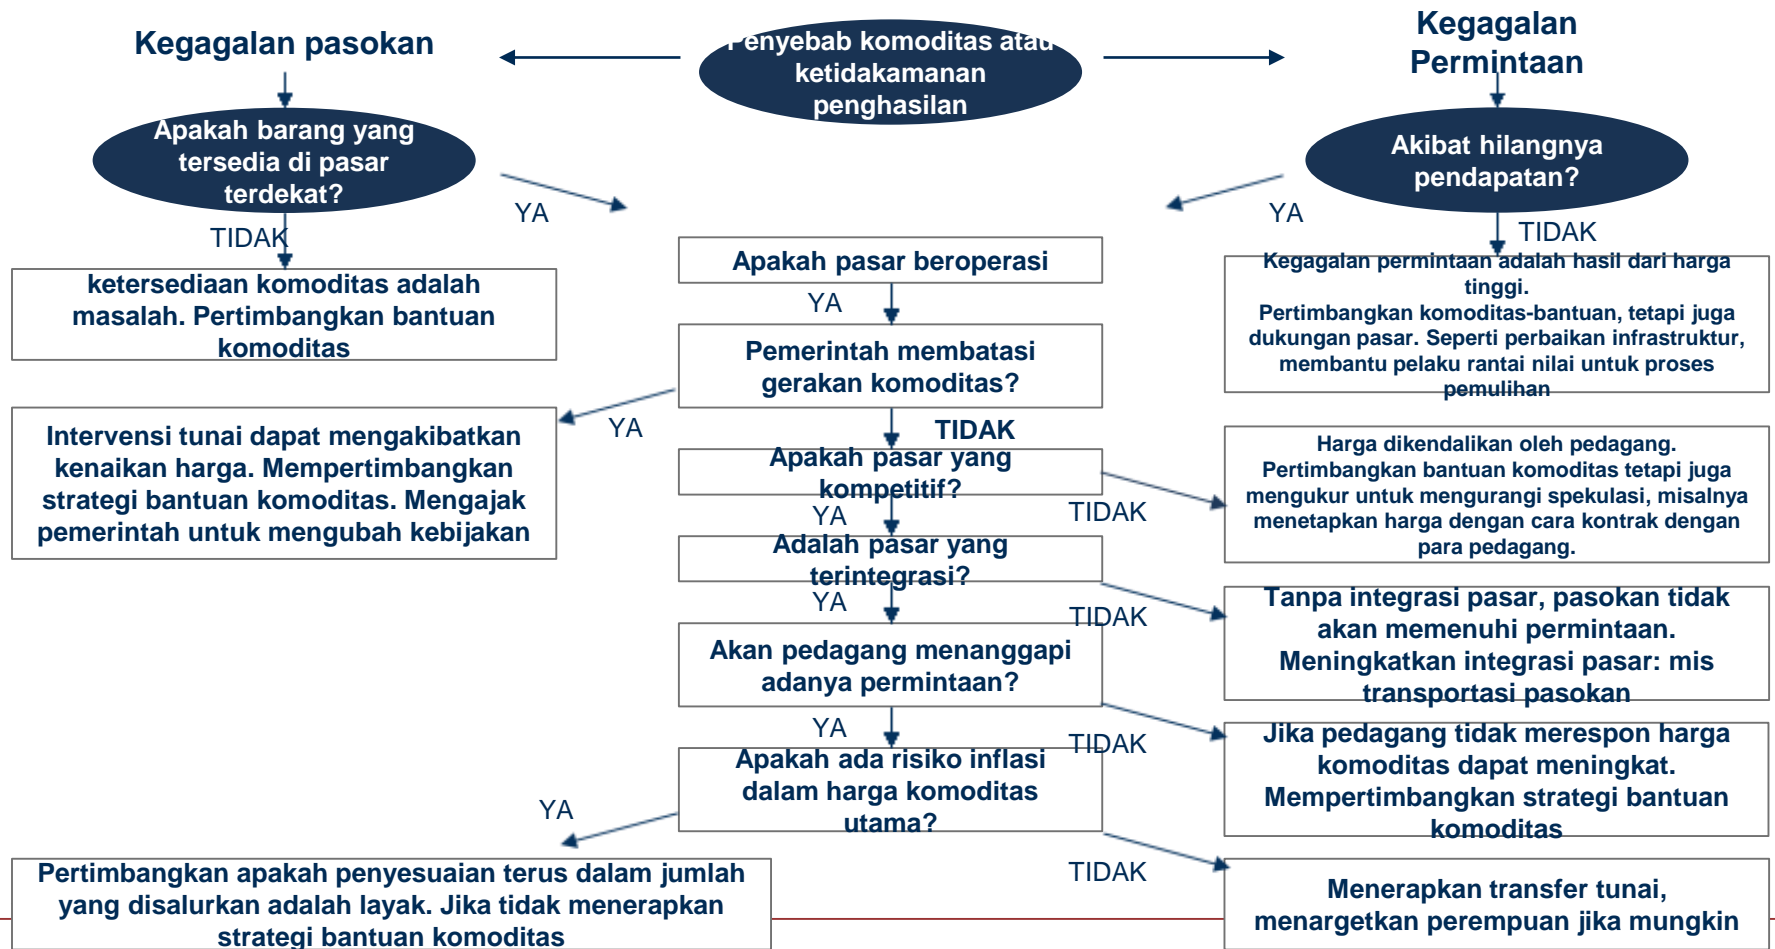 Kegagalan pasokan
Penyebab komoditas atau
ketidakamanan
penghasilan
Kegagalan
Permintaan
Apakah barang yang
tersedia di pasar
terdekat?
Akibat hilangnya
pendapatan?
YA
YA
TIDAK
TIDAK
ketersediaan komoditas adalah
masalah. Pertimbangkan bantuan
komoditas
Apakah pasar beroperasi
YA
Kegagalan permintaan adalah hasil dari harga
tinggi.
Pertimbangkan komoditas-bantuan, tetapi juga
dukungan pasar. Seperti perbaikan infrastruktur,
membantu pelaku rantai nilai untuk proses
pemulihan
Pemerintah membatasi
gerakan komoditas?
YA
TIDAK
Intervensi tunai dapat mengakibatkan
kenaikan harga. Mempertimbangkan
strategi bantuan komoditas. Mengajak
pemerintah untuk mengubah kebijakan
Apakah pasar yang
kompetitif?
YA
TIDAK
Harga dikendalikan oleh pedagang.
Pertimbangkan bantuan komoditas tetapi juga
mengukur untuk mengurangi spekulasi, misalnya
menetapkan harga dengan cara kontrak dengan
para pedagang.
Adalah pasar yang
terintegrasi?
YA
TIDAK
Tanpa integrasi pasar, pasokan tidak
akan memenuhi permintaan.
Meningkatkan integrasi pasar: mis
transportasi pasokan
Akan pedagang menanggapi
adanya permintaan?
YA
TIDAK
Jika pedagang tidak merespon harga
komoditas dapat meningkat.
Mempertimbangkan strategi bantuan
komoditas
Apakah ada risiko inflasi
dalam harga komoditas
utama?
YA
TIDAK
Pertimbangkan apakah penyesuaian terus dalam jumlah
yang disalurkan adalah layak. Jika tidak menerapkan
strategi bantuan komoditas
Menerapkan transfer tunai,
menargetkan perempuan jika mungkin